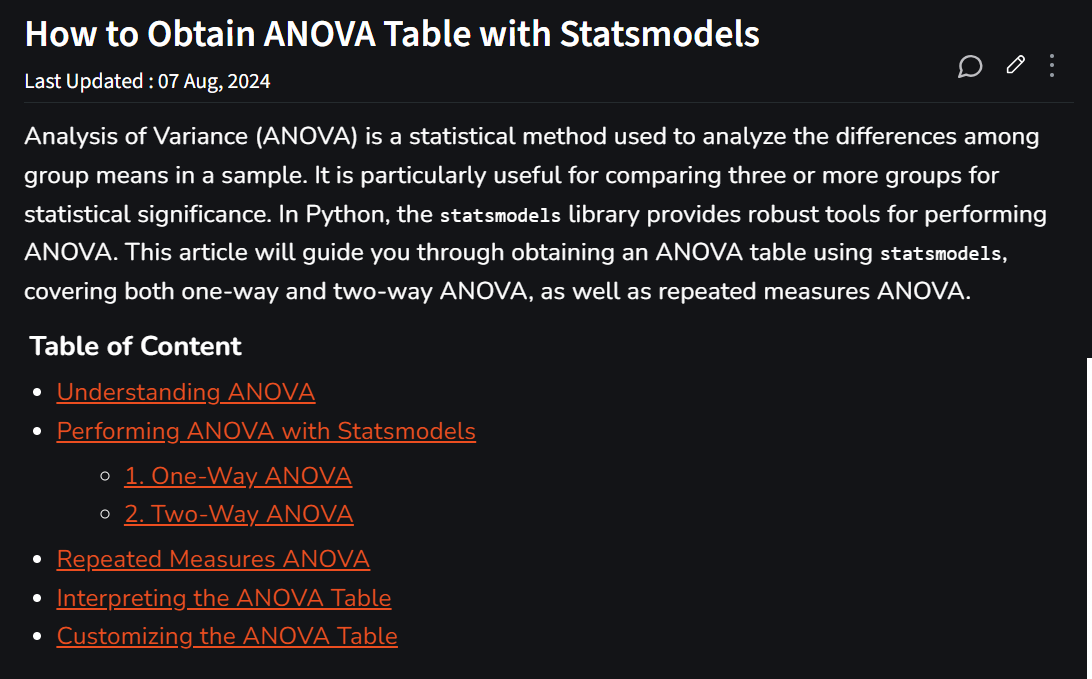 How to Obtain ANOVA Table with Statsmodels
Last Updated : 07 Aug, 2024
Analysis of Variance (ANOVA) is a statistical method used to analyze the differences among
group means in a sample. It is particularly useful for comparing three or more groups for
statistical significance. In Python, the statsmodels library provides robust tools for performing
ANOVA. This article will guide you through obtaining an ANOVA table using statsmodels,
covering both one-way and two-way ANOVA, as well as repeated measures ANOVA.
Table of Content
Understanding ANOVA
Performing ANOVA with Statsmodels
1. One-Way ANOVA
2. Two-Way ANOVA
Repeated Measures ANOVA
Interpreting the ANOVA Table
Customizing the ANOVA Table